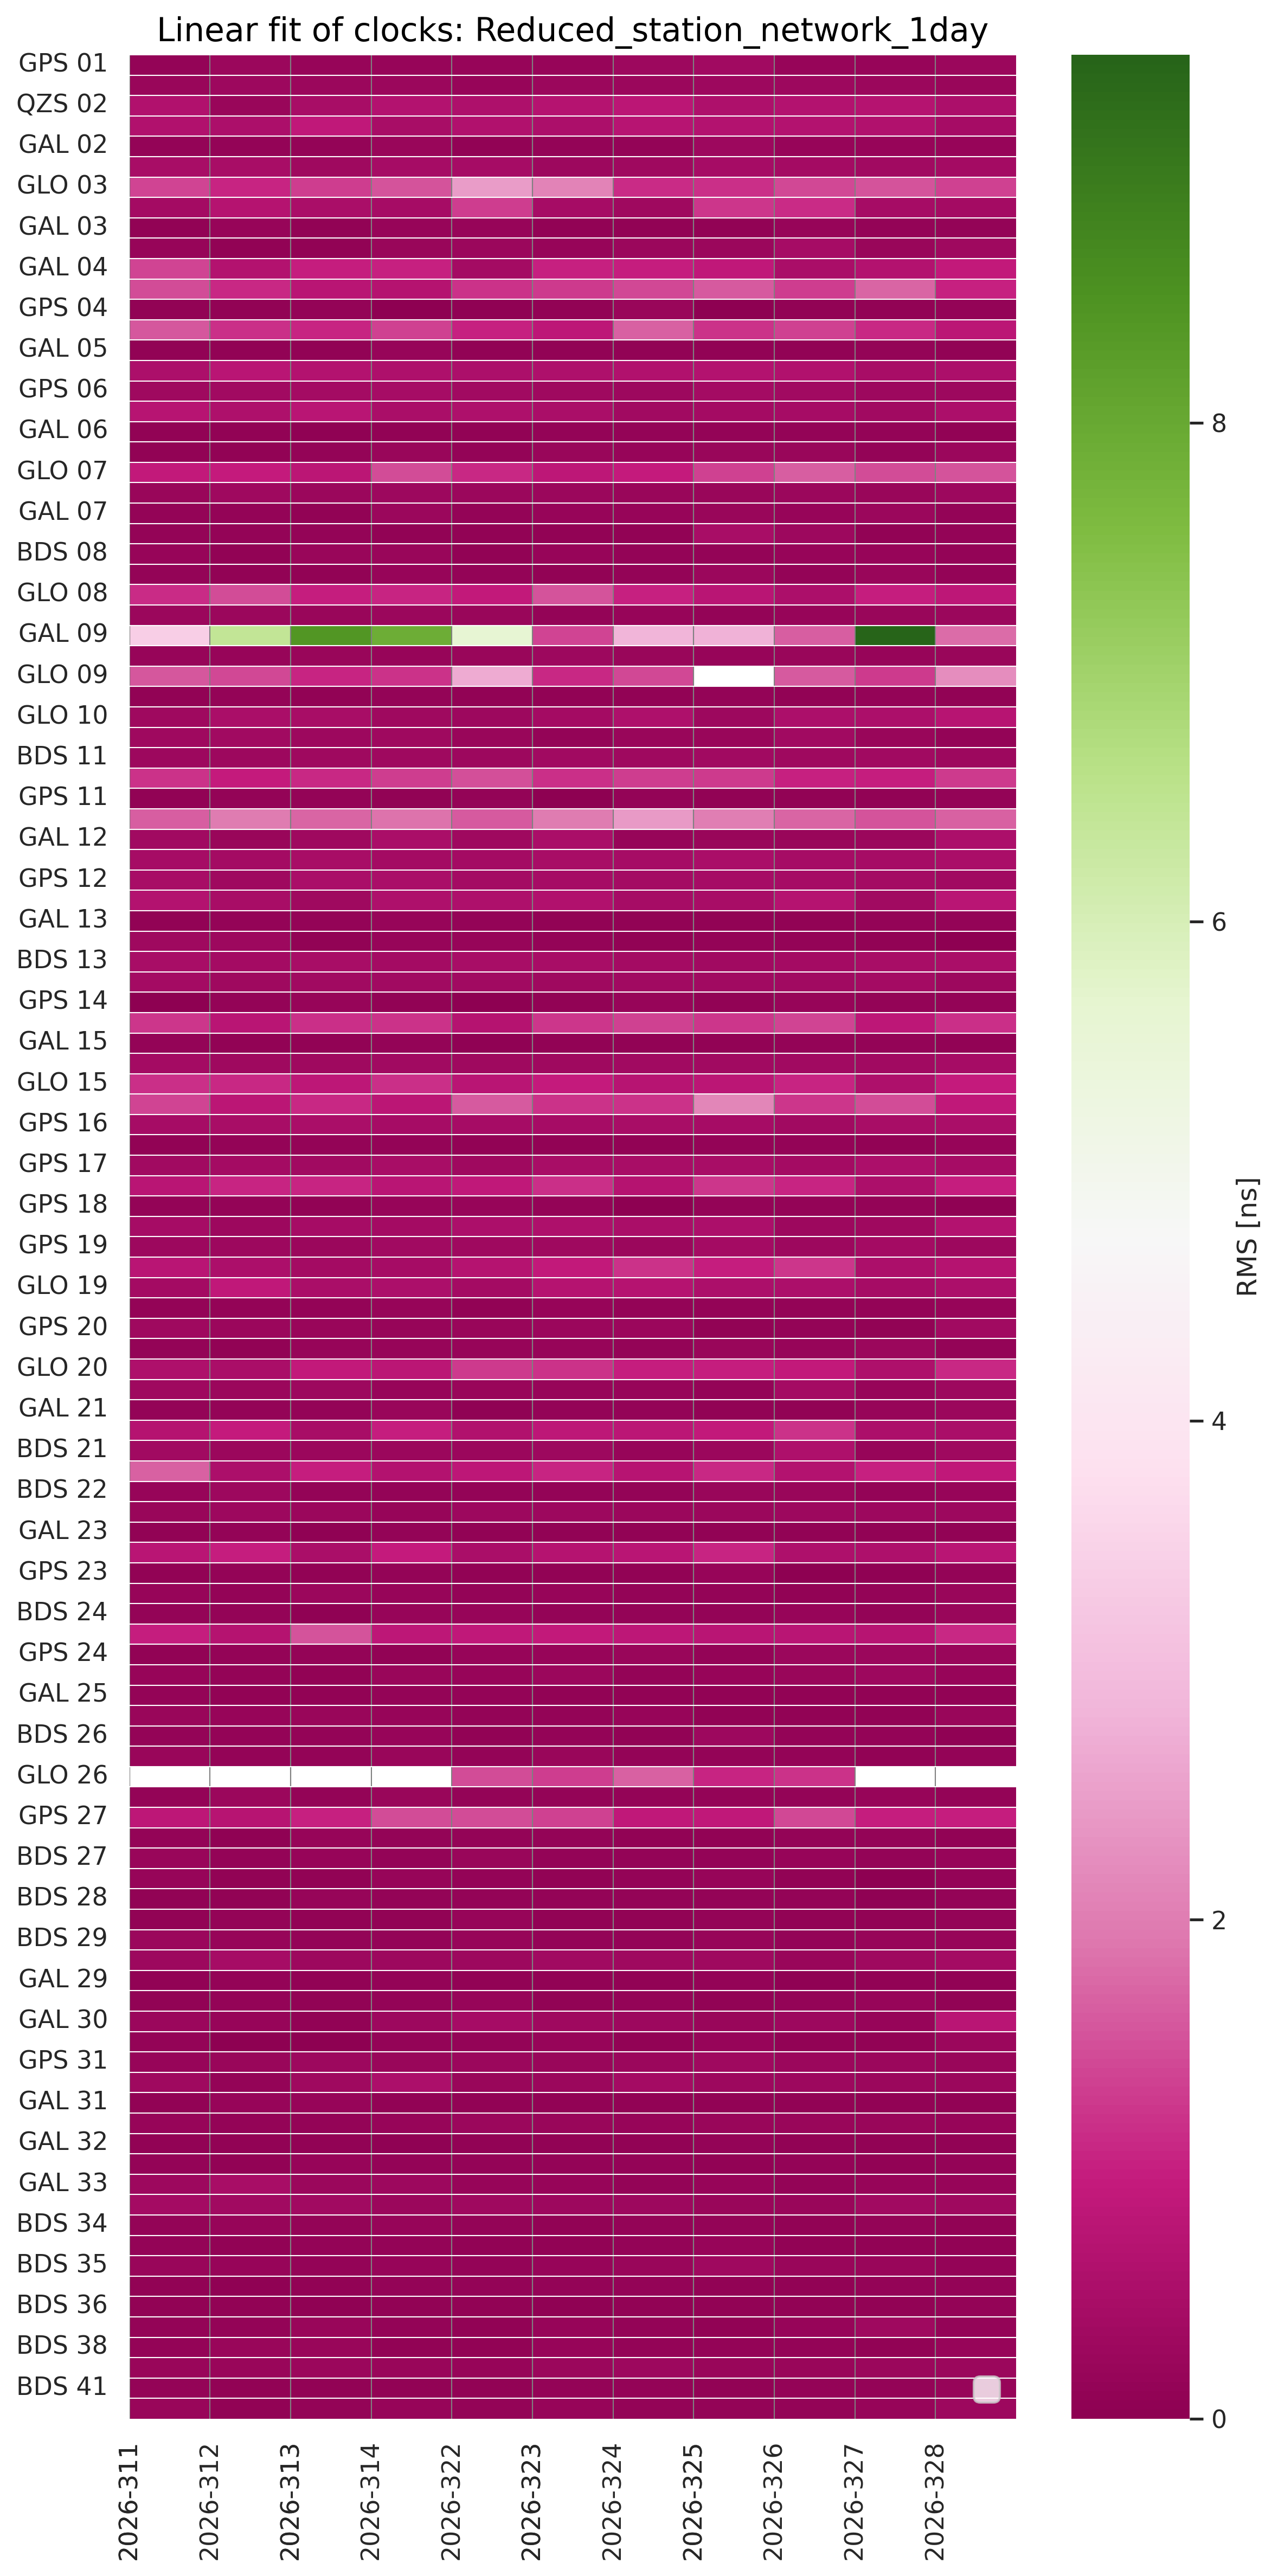 Linear fit of clocks: Reduced_station_network_1day
GPS 01
QZS 02
GAL 02
GLO 03
GAL 03
GAL 04
GPS 04
GAL 05
GPS 06
GAL 06
GLO 07
GAL 07
BDS 08
GLO 08
GAL 09
GLO 09
GLO 10
BDS 11
GPS 11
GAL 12
GPS 12
GAL 13
BDS 13
GPS 14
GAL 15
GLO 15
GPS 16
GPS 17
GPS 18
GPS 19
GLO 19
GPS 20
GLO 20
GAL 21
BDS 21
BDS 22
GAL 23
GPS 23
BDS 24
GPS 24
GAL 25
BDS 26
GLO 26
GPS 27
BDS 27
BDS 28
BDS 29
GAL 29
GAL 30
GPS 31
GAL 31
GAL 32
GAL 33
BDS 34
BDS 35
BDS 36
BDS 38
BDS 41
2026-311
2026-312
2026-313
2026-314
2026-322
2026-323
2026-324
2026-325
2026-326
2026-327
2026-328
8
6
4
2
0
RMS [ns]